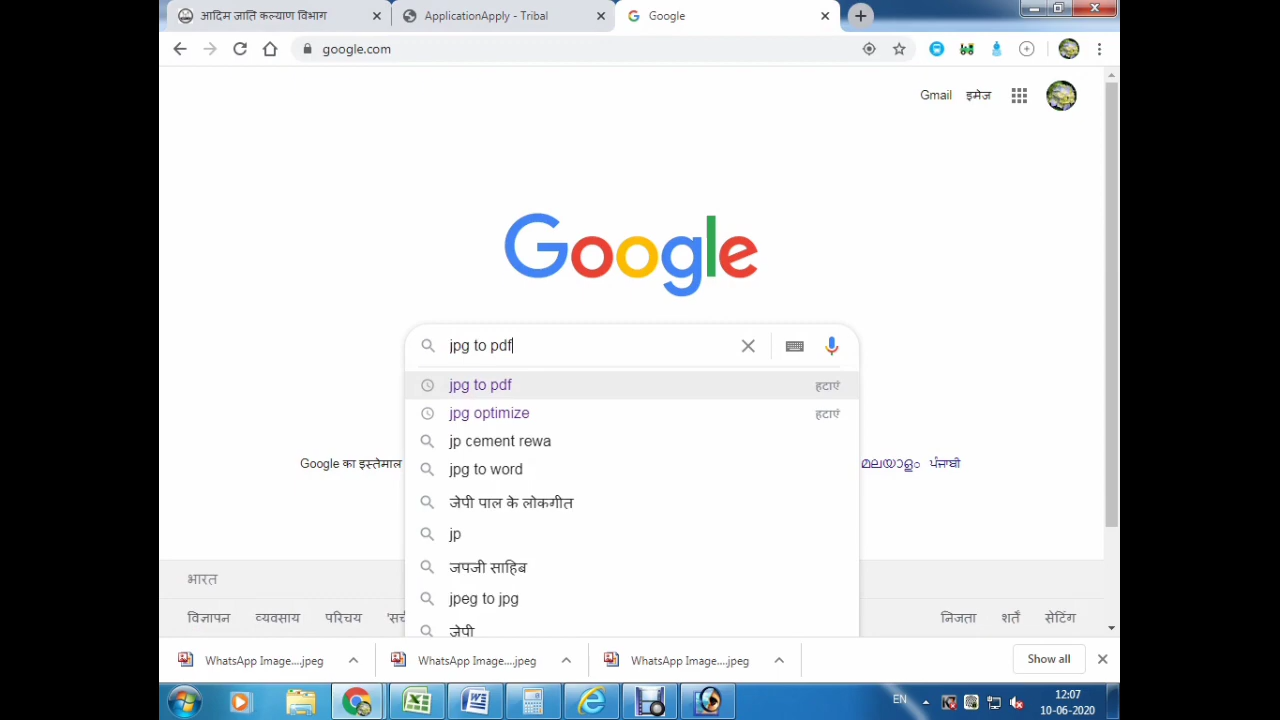 आदिम जाति कल्याण विभाग
ApplicationApply - Tribal
Google
google.com
Gmail इमेज
Google
jpg to pdf
jpg to pdf हटाएं
jpg optimize हटाएं
jp cement rewa
Google का इस्तेमाल മലയാളം ਪੰਜਾਬੀ
jpg to word
जेपी पाल के लोकगीत
jp
जपजी साहिब
भारत
jpeg to jpg
विज्ञापन व्यवसाय परिचय निजता शर्तें सेटिंग
जेपी
WhatsApp Image....jpeg WhatsApp Image....jpeg WhatsApp Image....jpeg Show all
EN 12:07
10-06-2020